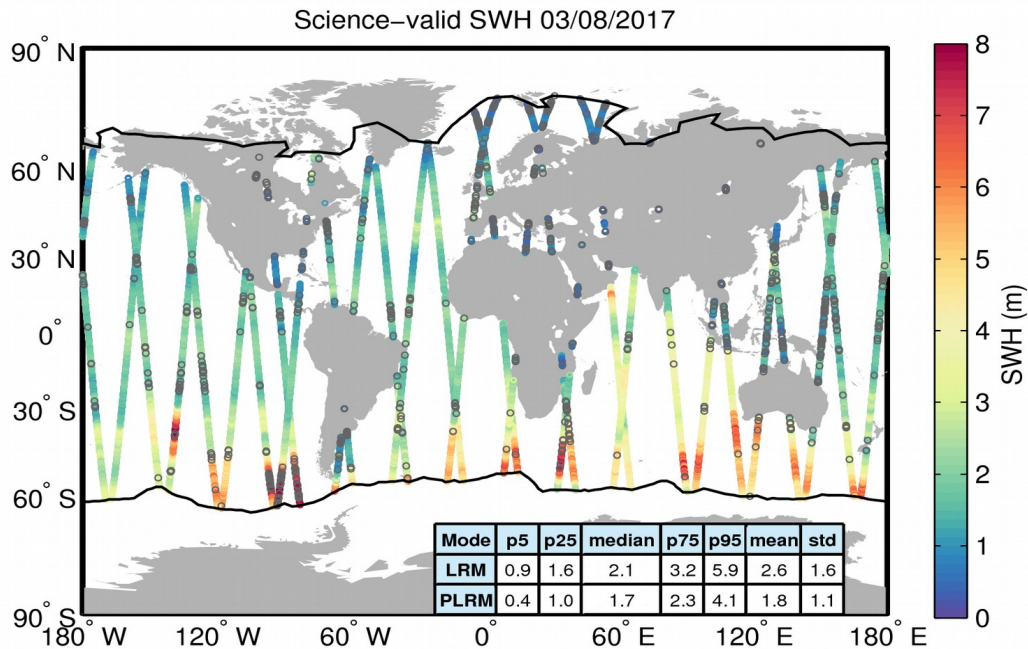 Science−valid SWH 03/08/2017
90° N
60° N
30° N
0°
30° S
60° S
90° S
180° W
120° W
60° W
0°
60° E
120° E
180° E
8
7
6
5
4
3
2
1
0
SWH (m)
Mode p5 p25 median p75 p95 mean std
LRM 0.9 1.6 2.1 3.2 5.9 2.6 1.6
PLRM 0.4 1.0 1.7 2.3 4.1 1.8 1.1